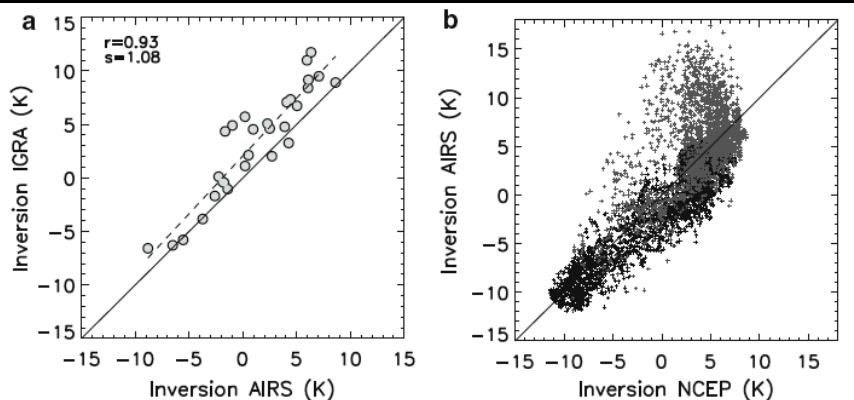 a
r=0.93
s=1.08
15
10
5
0
−5
−10
−15
Inversion IGRA (K)
−15 −10 −5 0 5 10 15
Inversion AIRS (K)
b
15
10
5
0
−5
−10
−15
Inversion AIRS (K)
−15 −10 −5 0 5 10 15
Inversion NCEP (K)